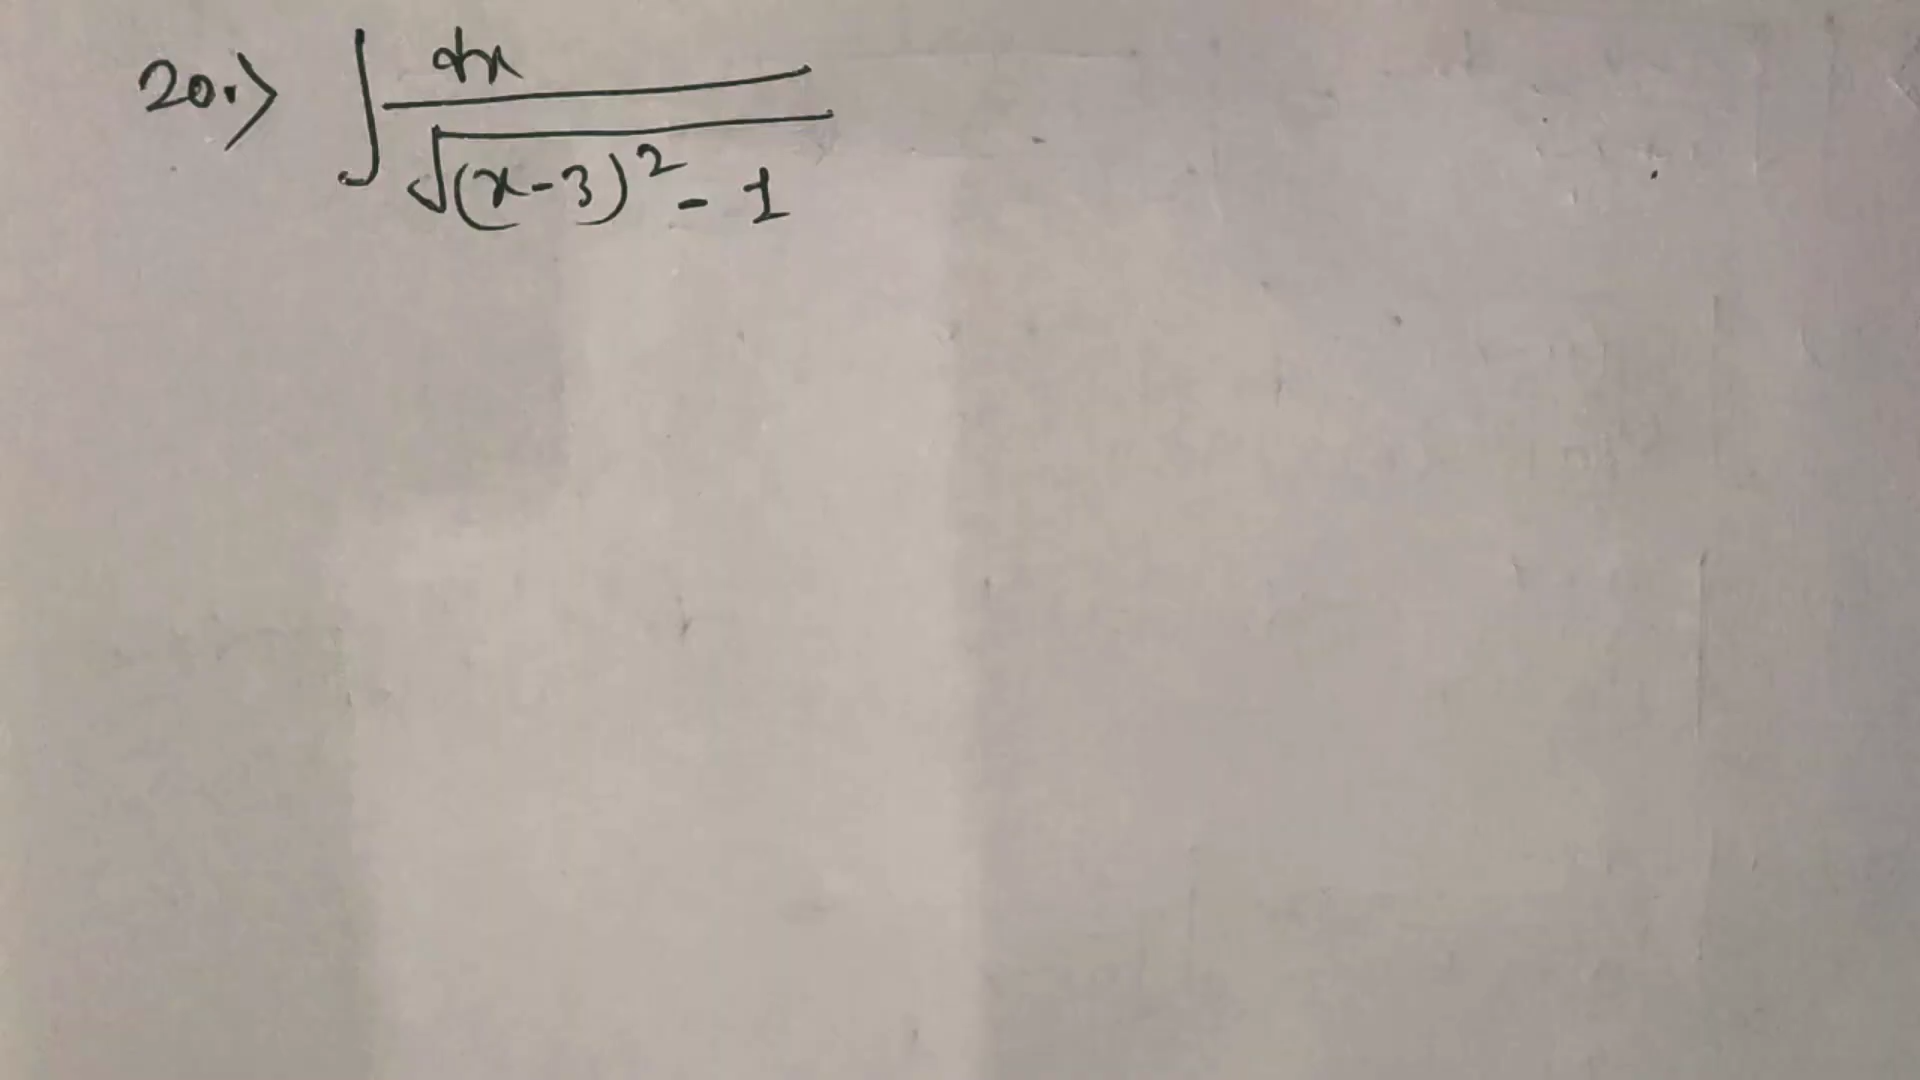 20.) ∫ dx / √((x-3)² - 1)